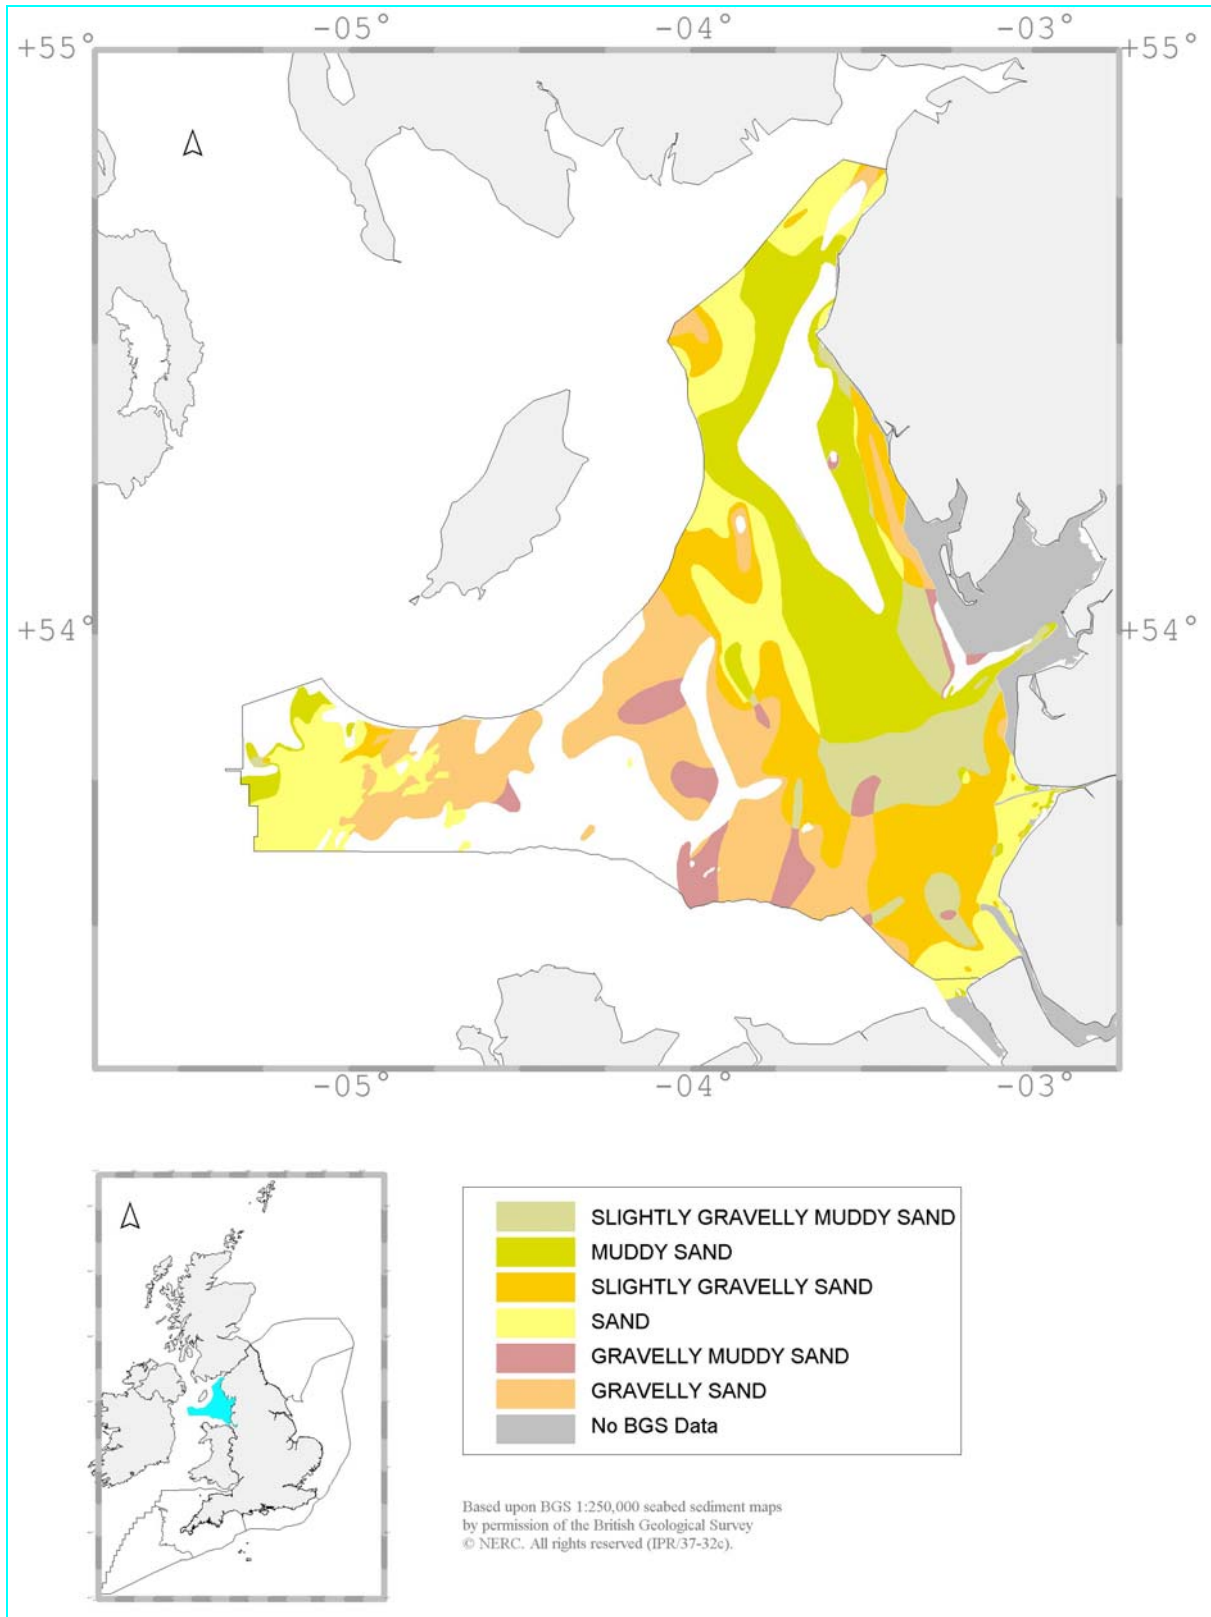 -05° -04° -03°
+55° +55°
+54° +54°
-05° -04° -03°
SLIGHTLY GRAVELLY MUDDY SAND
MUDDY SAND
SLIGHTLY GRAVELLY SAND
SAND
GRAVELLY MUDDY SAND
GRAVELLY SAND
No BGS Data
Based upon BGS 1:250,000 seabed sediment maps
by permission of the British Geological Survey
© NERC. All rights reserved (IPR/37-32c).